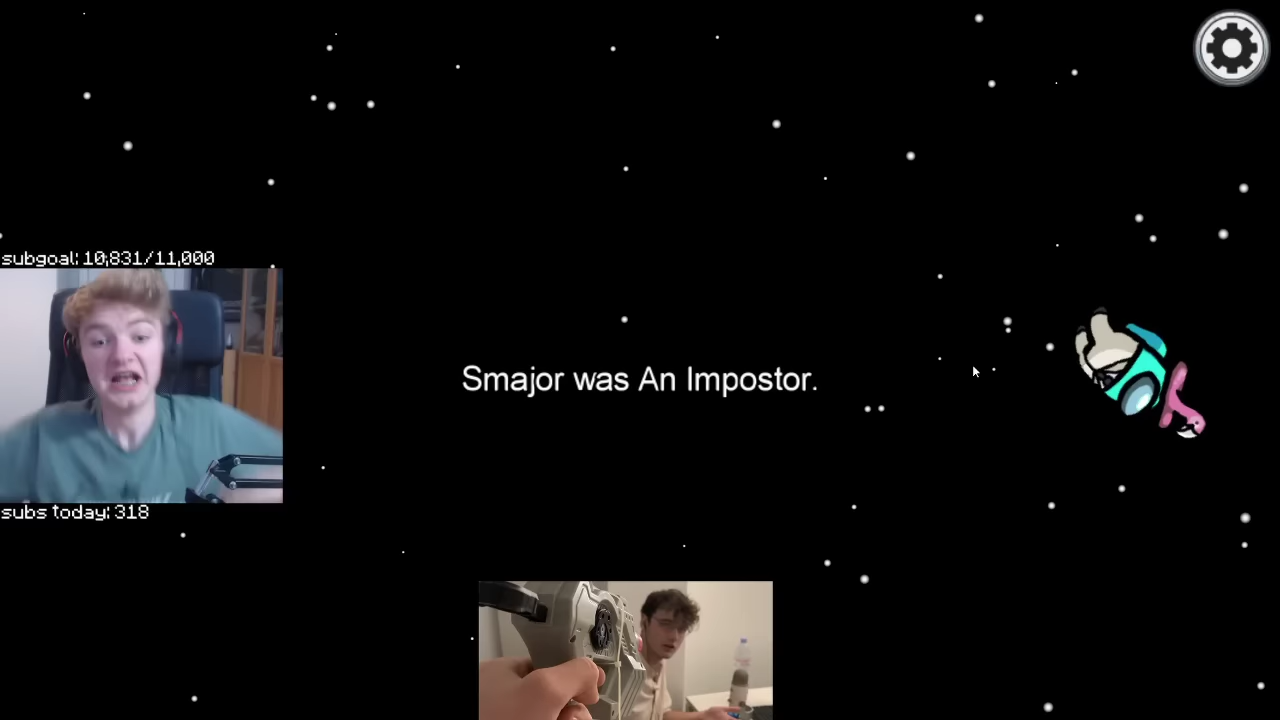 subgoal: 10,831/11,000
Smajor was An Impostor.
subs today: 318